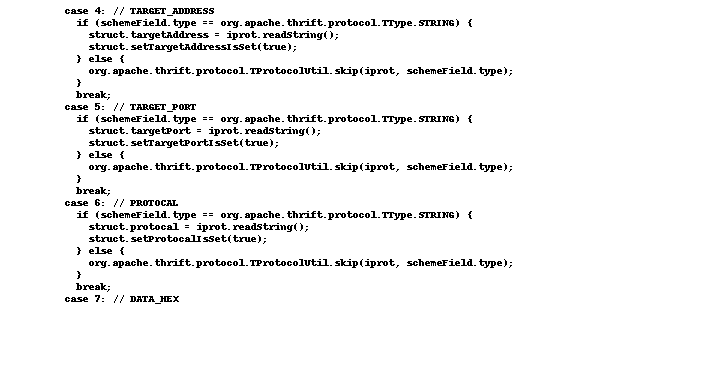 case 4: // TARGET_ADDRESS
  if (schemeField.type == org.apache.thrift.protocol.TType.STRING) {
    struct.targetAddress = iprot.readString();
    struct.setTargetAddressIsSet(true);
  } else {
    org.apache.thrift.protocol.TProtocolUtil.skip(iprot, schemeField.type);
  }
  break;
case 5: // TARGET_PORT
  if (schemeField.type == org.apache.thrift.protocol.TType.STRING) {
    struct.targetPort = iprot.readString();
    struct.setTargetPortIsSet(true);
  } else {
    org.apache.thrift.protocol.TProtocolUtil.skip(iprot, schemeField.type);
  }
  break;
case 6: // PROTOCAL
  if (schemeField.type == org.apache.thrift.protocol.TType.STRING) {
    struct.protocal = iprot.readString();
    struct.setProtocalIsSet(true);
  } else {
    org.apache.thrift.protocol.TProtocolUtil.skip(iprot, schemeField.type);
  }
  break;
case 7: // DATA_HEX